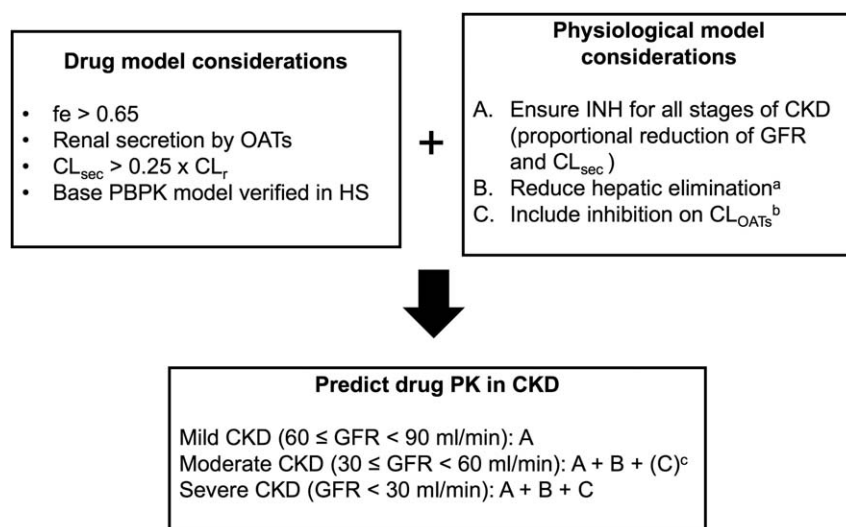 Drug model considerations
• fe > 0.65
• Renal secretion by OATs
• CLsec > 0.25 x CLr
• Base PBPK model verified in HS
+
Physiological model
considerations
A. Ensure INH for all stages of CKD
(proportional reduction of GFR
and CLsec)
B. Reduce hepatic eliminationᵃ
C. Include inhibition on CLOATsᵇ
Predict drug PK in CKD
Mild CKD (60 ≤ GFR < 90 ml/min): A
Moderate CKD (30 ≤ GFR < 60 ml/min): A + B + (C)ᶜ
Severe CKD (GFR < 30 ml/min): A + B + C